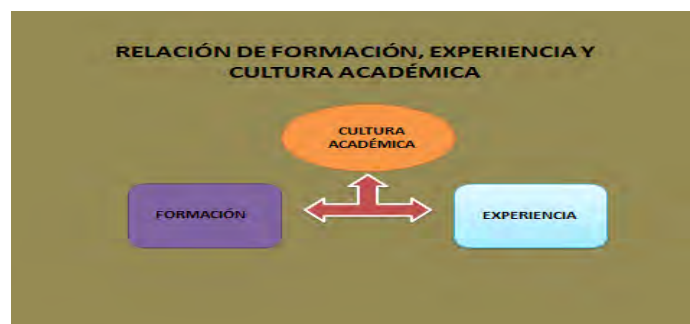 RELACIÓN DE FORMACIÓN, EXPERIENCIA Y
CULTURA ACADÉMICA
CULTURA
ACADÉMICA
FORMACIÓN
EXPERIENCIA